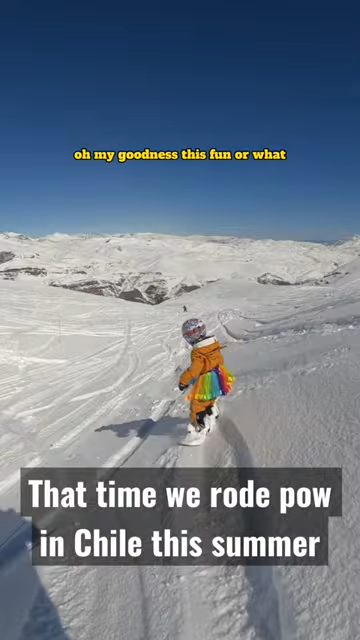 oh my goodness this fun or what
That time we rode pow
in Chile this summer